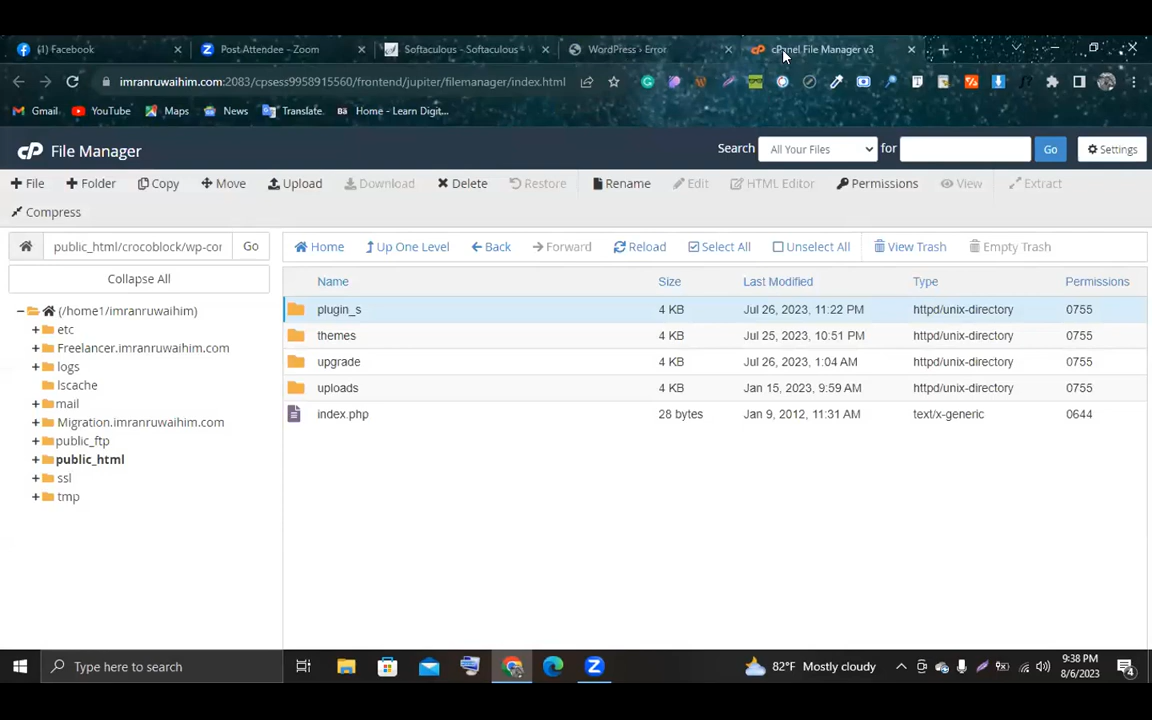 (1) Facebook
Post Attendee - Zoom
Softaculous - Softaculous -
WordPress › Error
cPanel File Manager v3
imranruwaihim.com:2083/cpsess9958915560/frontend/jupiter/filemanager/index.html
Gmail
YouTube
Maps
News
Translate
Home - Learn Digit...
cP File Manager
Search
All Your Files
for
Go
Settings
File
Folder
Copy
Move
Upload
Download
Delete
Restore
Rename
Edit
HTML Editor
Permissions
View
Extract
Compress
public_html/crocoblock/wp-cor
Go
Home
Up One Level
Back
Forward
Reload
Select All
Unselect All
View Trash
Empty Trash
Collapse All
Name Size Last Modified Type Permissions
(/home1/imranruwaihim)
etc
Freelancer.imranruwaihim.com
logs
lscache
mail
Migration.imranruwaihim.com
public_ftp
public_html
ssl
tmp
plugin_s 4 KB Jul 26, 2023, 11:22 PM httpd/unix-directory 0755
themes 4 KB Jul 25, 2023, 10:51 PM httpd/unix-directory 0755
upgrade 4 KB Jul 26, 2023, 1:04 AM httpd/unix-directory 0755
uploads 4 KB Jan 15, 2023, 9:59 AM httpd/unix-directory 0755
index.php 28 bytes Jan 9, 2012, 11:31 AM text/x-generic 0644
Type here to search
82°F Mostly cloudy
9:38 PM
8/6/2023
4